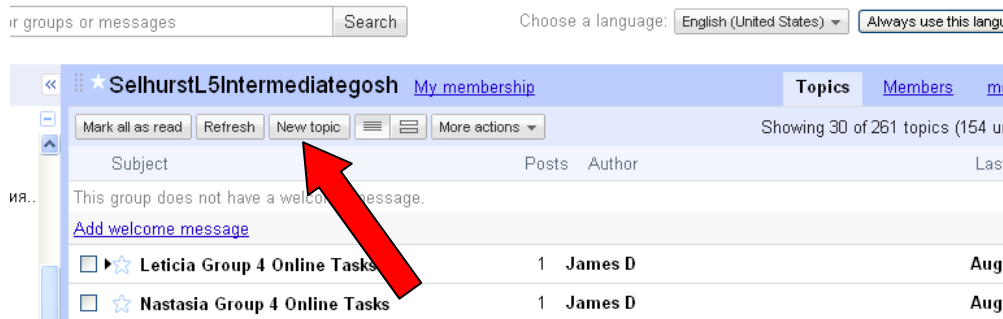 r groups or messages Search Choose a language: English (United States) Always use this langu
« SelhurstL5Intermediategosh My membership Topics Members m
Mark all as read Refresh New topic More actions Showing 30 of 261 topics (154 u
Subject Posts Author Las
ия..
This group does not have a welcome message.
Add welcome message
Leticia Group 4 Online Tasks 1 James D Aug
Nastasia Group 4 Online Tasks 1 James D Aug